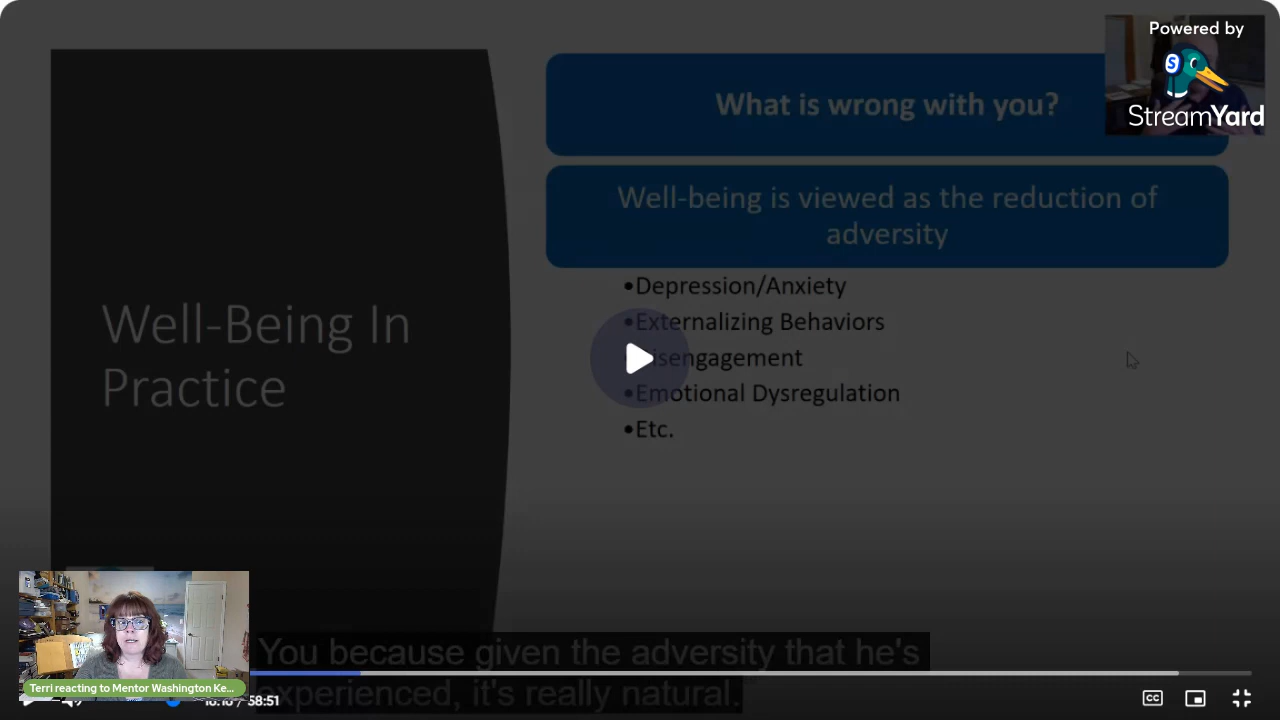 Powered by
StreamYard
What is wrong with you?
Well-being is viewed as the reduction of
adversity
•Depression/Anxiety
•Externalizing Behaviors
•Disengagement
•Emotional Dysregulation
•Etc.
Well-Being In
Practice
You because given the adversity that he's
experienced, it's really natural.
Terri reacting to Mentor Washington Ke...
/ 58:51
CC